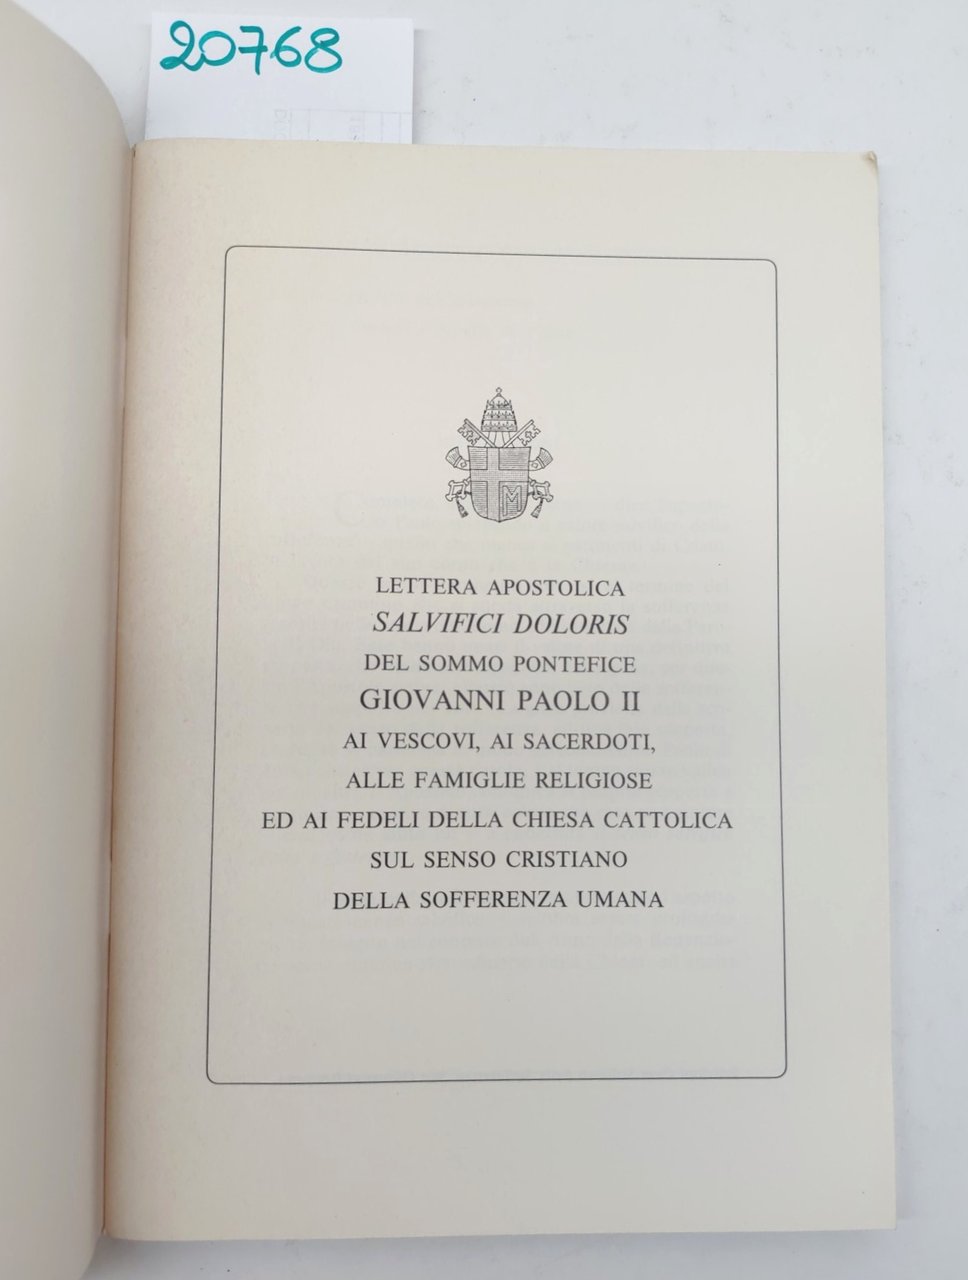 20768
LETTERA APOSTOLICA
SALVIFICI DOLORIS
DEL SOMMO PONTEFICE
GIOVANNI PAOLO II
AI VESCOVI, AI SACERDOTI,
ALLE FAMIGLIE RELIGIOSE
ED AI FEDELI DELLA CHIESA CATTOLICA
SUL SENSO CRISTIANO
DELLA SOFFERENZA UMANA